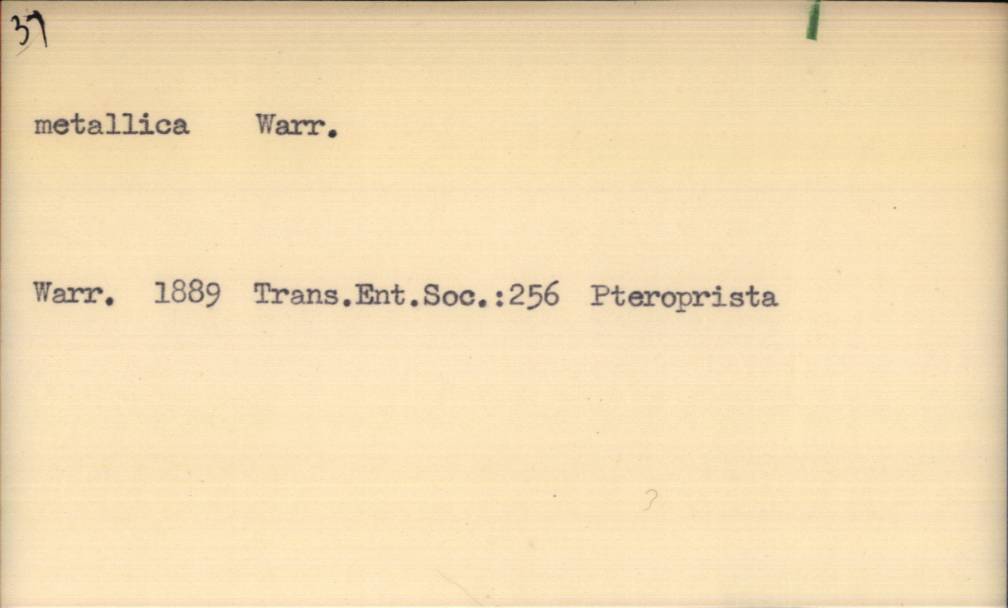 37
metallica Warr.
Warr. 1889 Trans.Ent.Soc.:256 Pteroprista
?